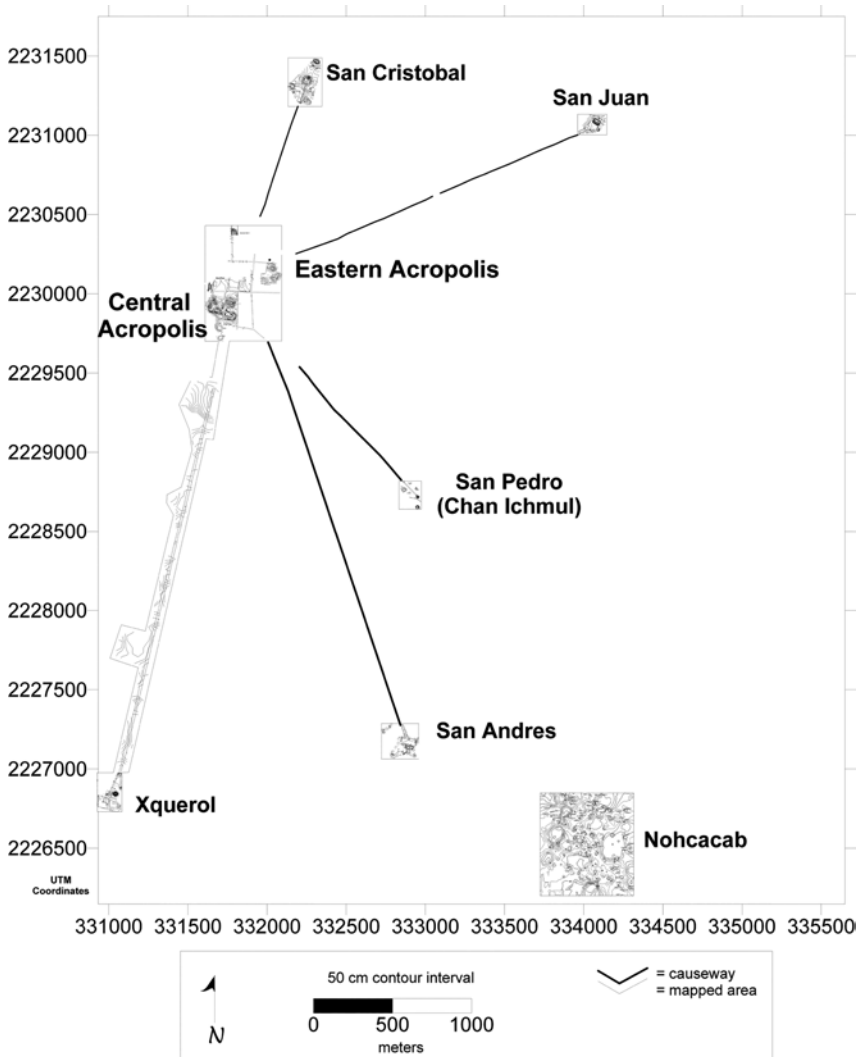 2231500
San Cristobal
San Juan
2231000
2230500
Eastern Acropolis
2230000
Central
Acropolis
2229500
2229000
San Pedro
(Chan Ichmul)
2228500
2228000
2227500
San Andres
2227000
Xquerol
Nohcacab
2226500
UTM
Coordinates
331000 331500 332000 332500 333000 333500 334000 334500 335000 335500
50 cm contour interval
= causeway
= mapped area
0 500 1000
meters
N